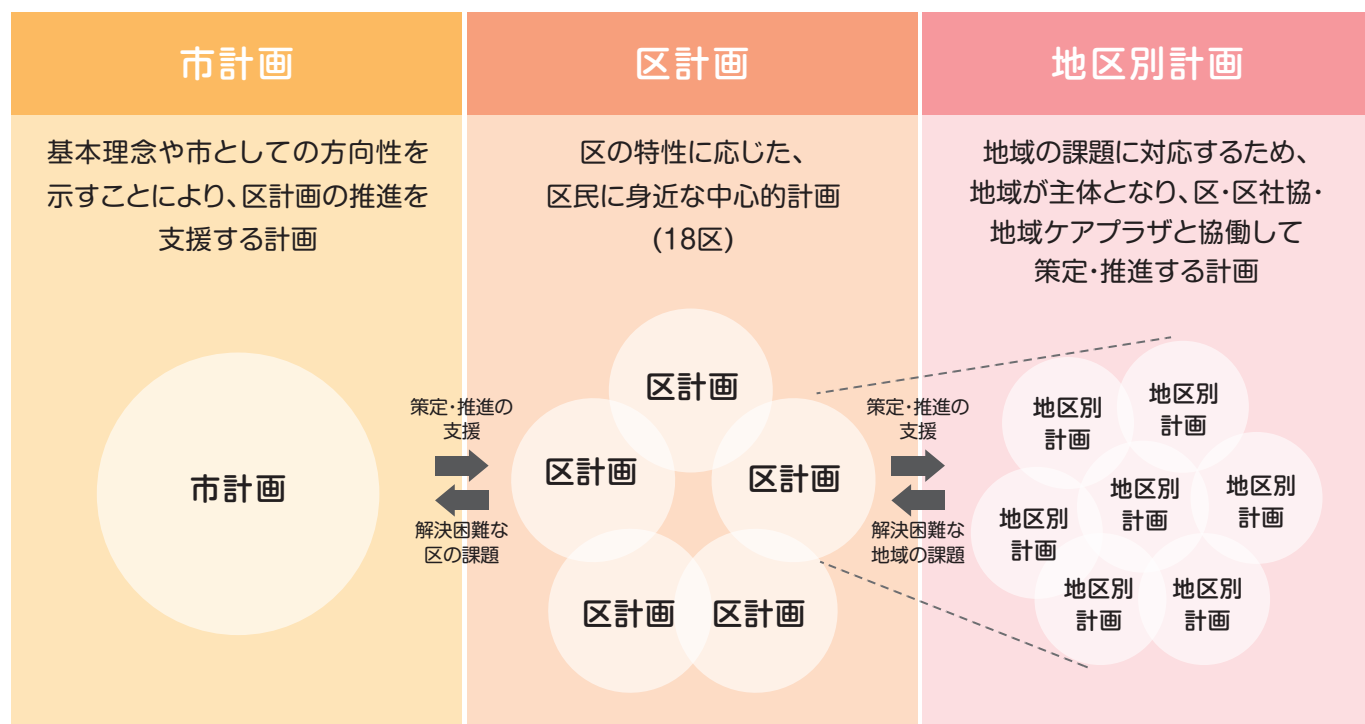 市計画
基本理念や市としての方向性を
示すことにより、区計画の推進を
支援する計画
市計画
策定・推進の
支援
解決困難な
区の課題
区計画
区の特性に応じた、
区民に身近な中心的計画
(18区)
区計画
区計画
区計画
区計画
区計画
策定・推進の
支援
解決困難な
地域の課題
地区別計画
地域の課題に対応するため、
地域が主体となり、区・区社協・
地域ケアプラザと協働して
策定・推進する計画
地区別
計画
地区別
計画
地区別
計画
地区別
計画
地区別
計画
地区別
計画
地区別
計画